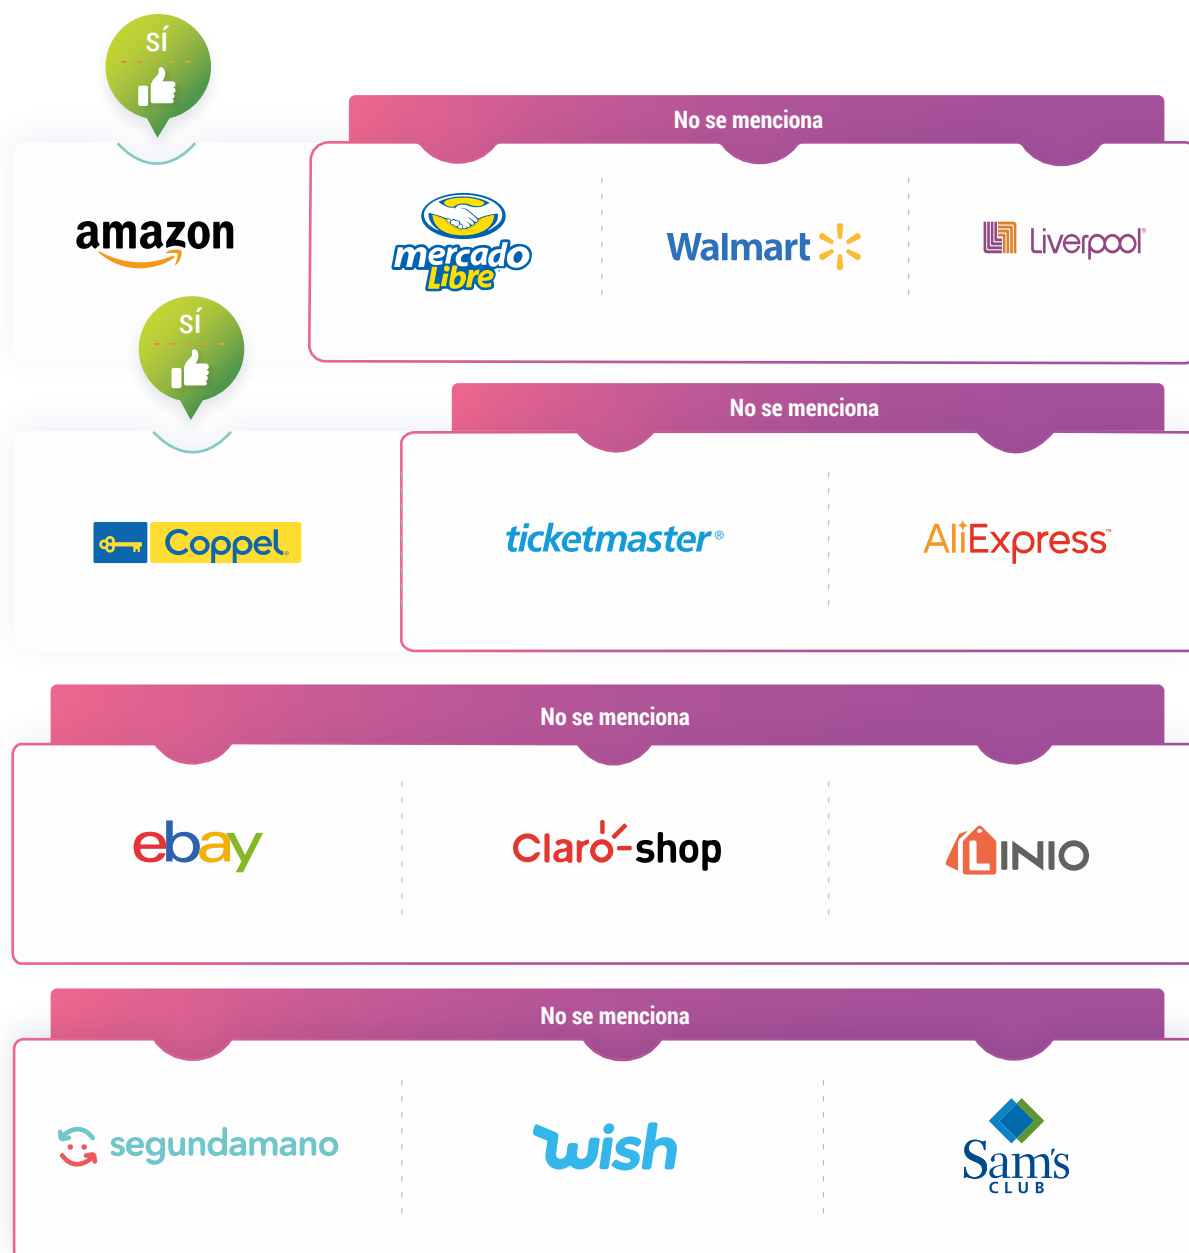 SÍ
No se menciona
amazon
mercado
Libre
Walmart
Liverpool®
SÍ
No se menciona
Coppel.
ticketmaster®
AliExpress™
No se menciona
ebay
Claro-shop
LINIO
No se menciona
segundamano
wish
Sam's
CLUB